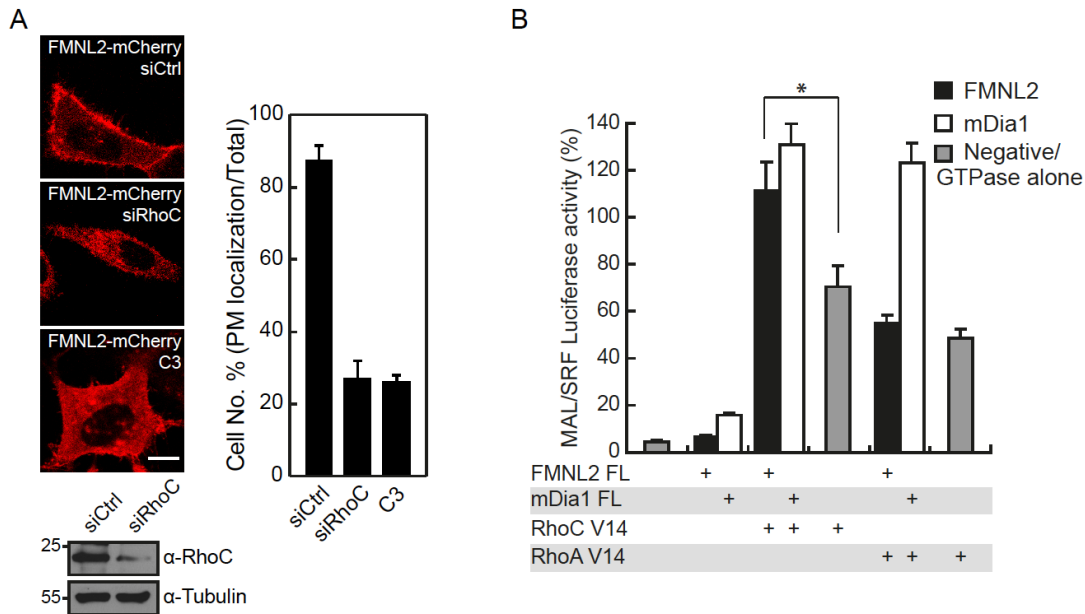 A
FMNL2-mCherry
siCtrl
FMNL2-mCherry
siRhoC
FMNL2-mCherry
C3
siCtrl
siRhoC
25
α-RhoC
55
α-Tubulin
Cell No. % (PM localization/Total)
100
80
60
40
20
0
siCtrl
siRhoC
C3
B
*
FMNL2
mDia1
Negative/
GTPase alone
MAL/SRF Luciferase activity (%)
140
120
100
80
60
40
20
0
FMNL2 FL + + +
mDia1 FL + + +
RhoC V14 + + +
RhoA V14 + + +